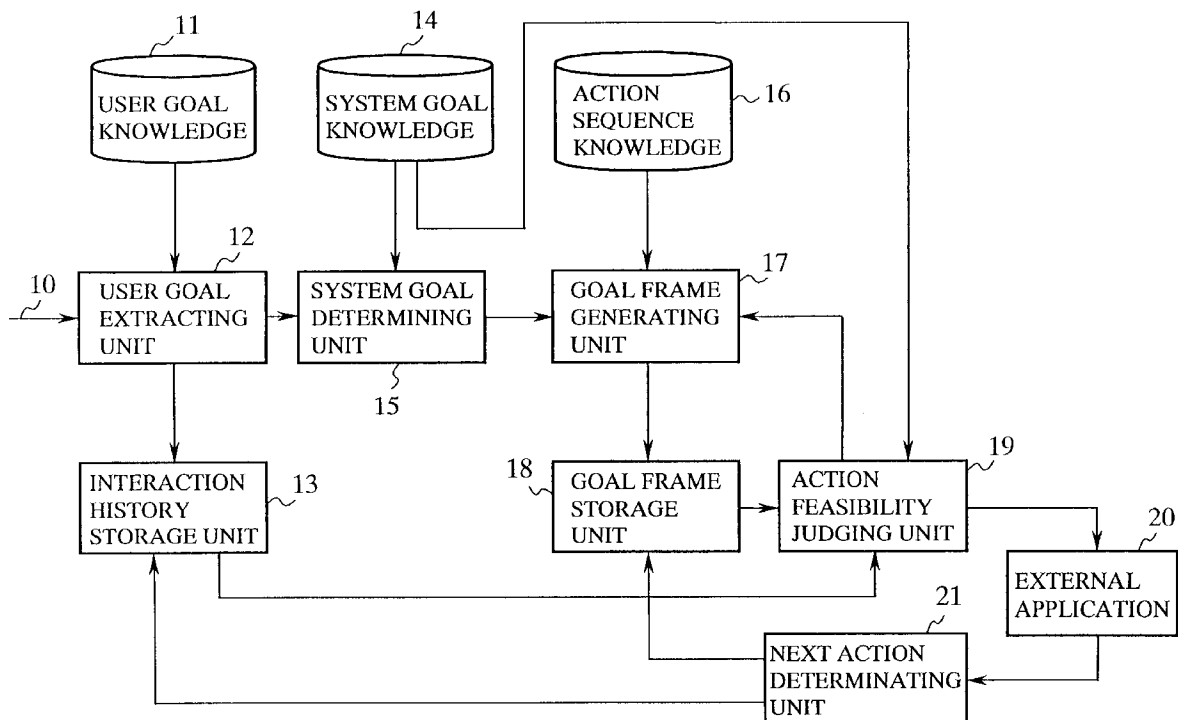 11
USER GOAL
KNOWLEDGE
14
SYSTEM GOAL
KNOWLEDGE
ACTION
SEQUENCE
KNOWLEDGE
16
10
12
USER GOAL
EXTRACTING
UNIT
SYSTEM GOAL
DETERMINING
UNIT
15
17
GOAL FRAME
GENERATING
UNIT
INTERACTION
HISTORY
STORAGE UNIT
13
18
GOAL FRAME
STORAGE
UNIT
ACTION
FEASIBILITY
JUDGING UNIT
19
20
EXTERNAL
APPLICATION
21
NEXT ACTION
DETERMINATING
UNIT